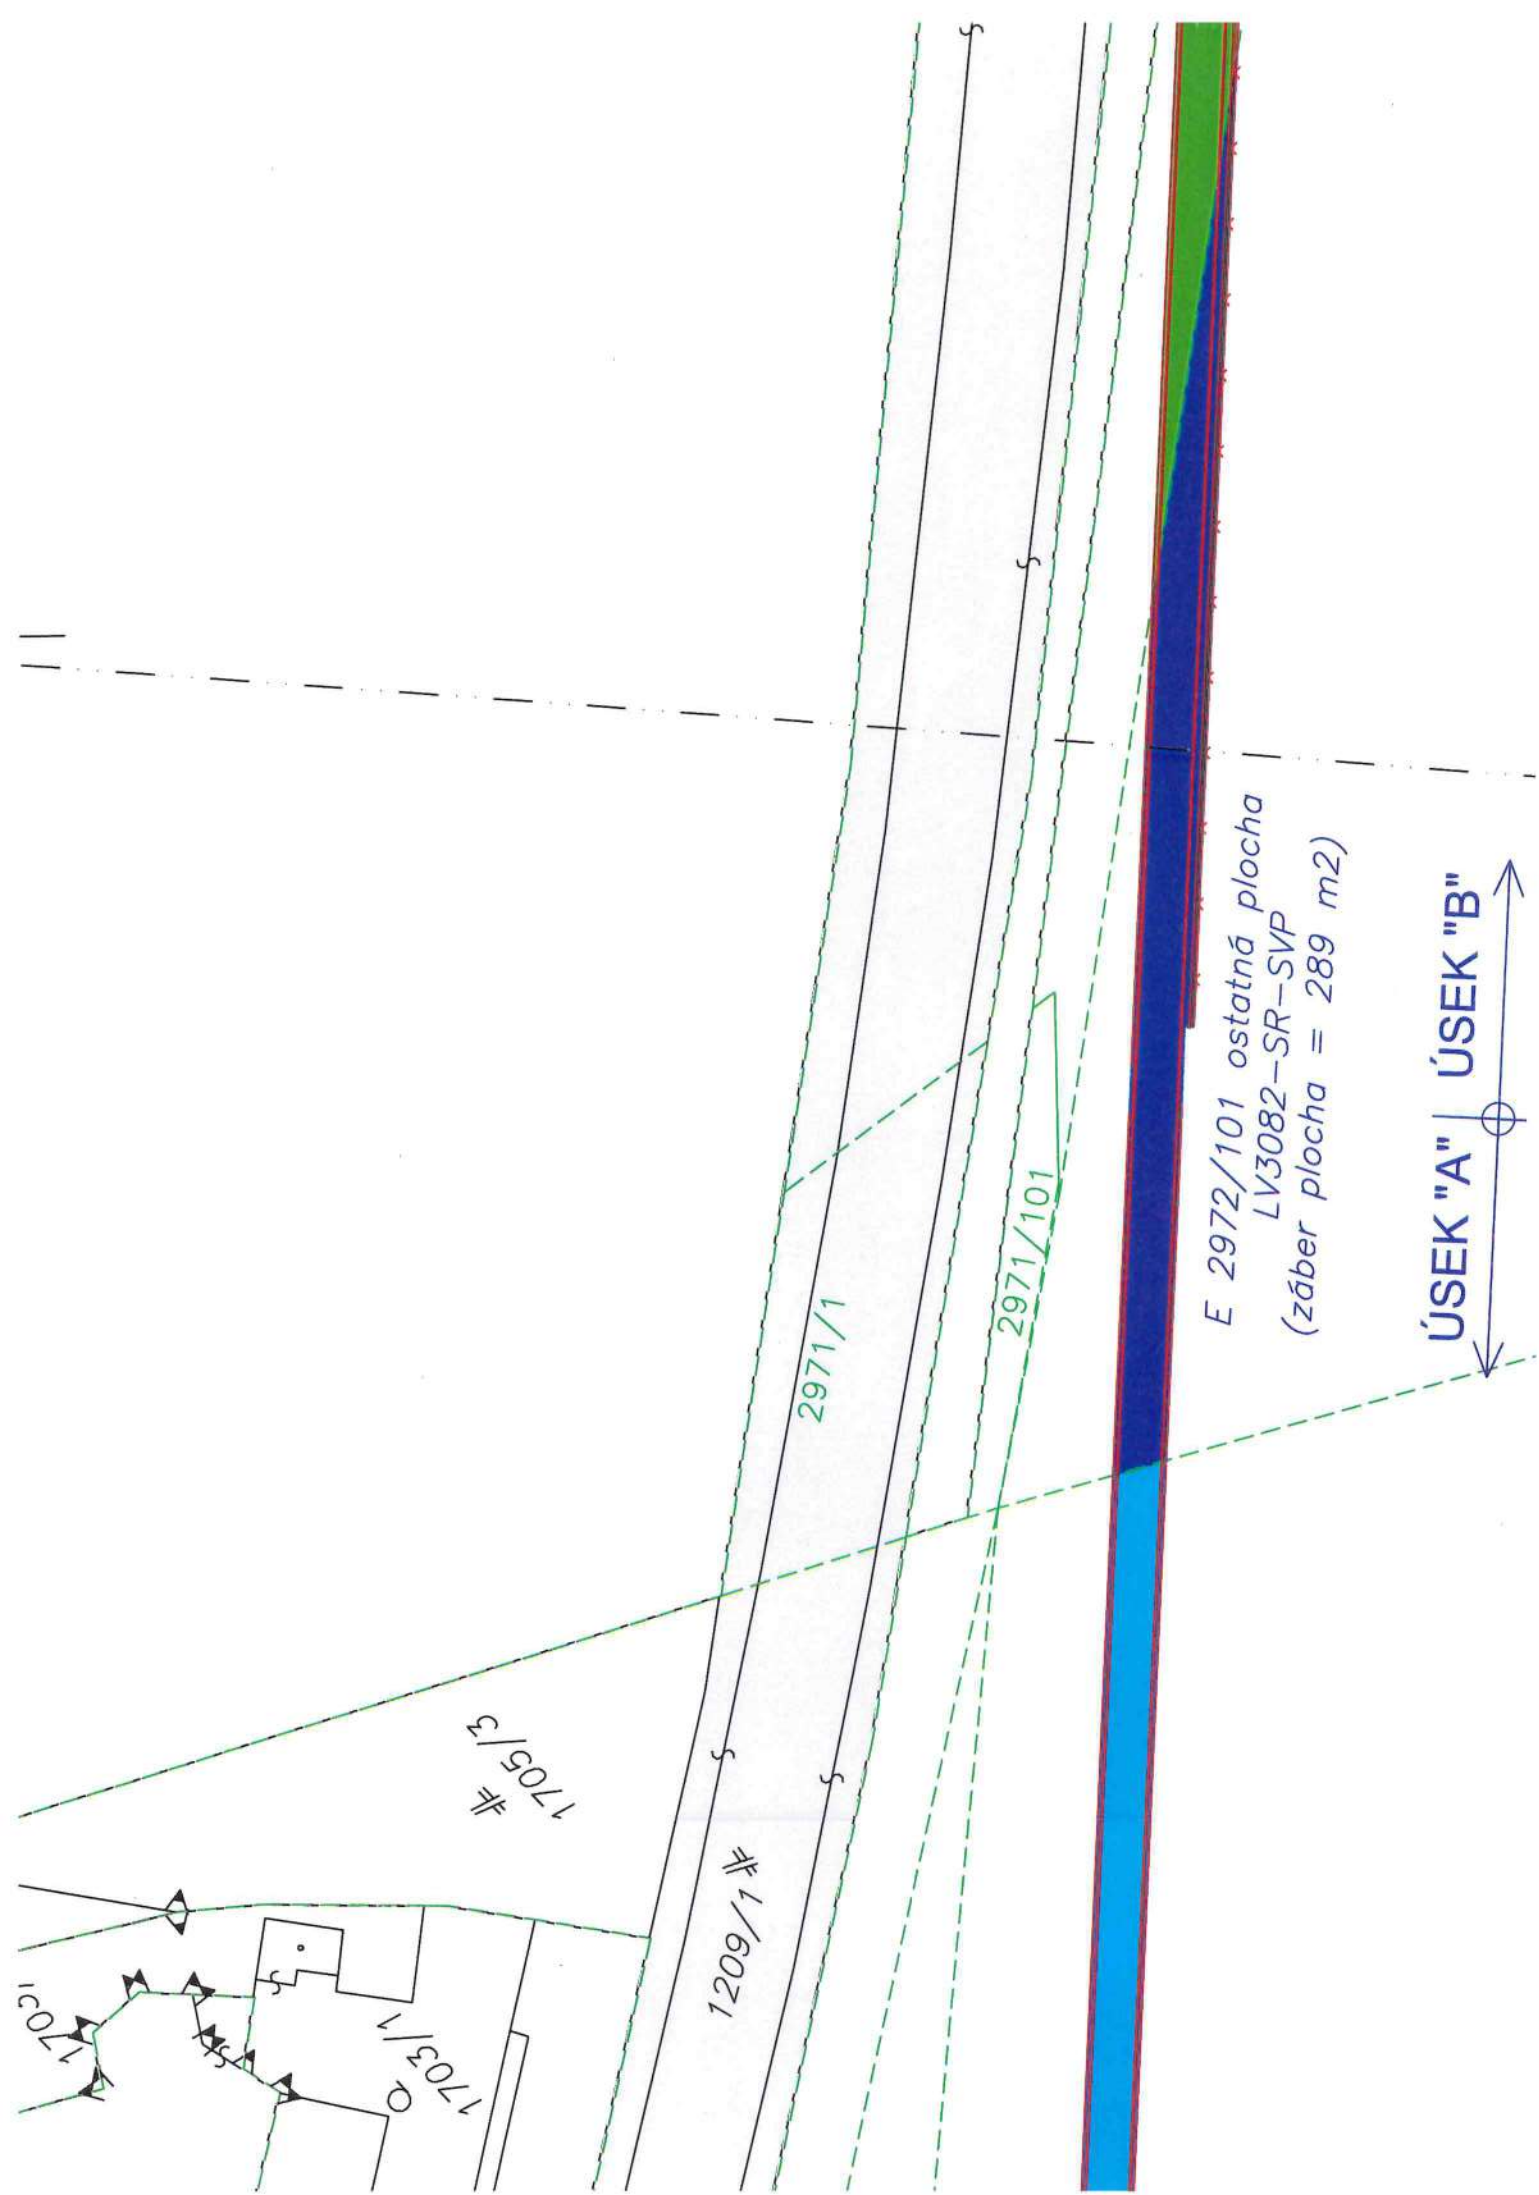 1705/3
1703/1
1209/1
2971/1
2971/101
E 2972/101 ostatná plocha
LV3082-SR-SVP
(záber plocha = 289 m2)
ÚSEK "A" | ÚSEK "B"